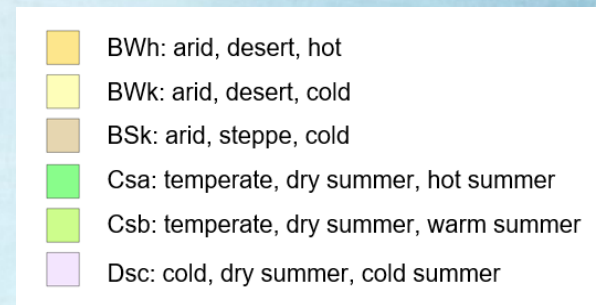 BWh: arid, desert, hot
BWk: arid, desert, cold
BSk: arid, steppe, cold
Csa: temperate, dry summer, hot summer
Csb: temperate, dry summer, warm summer
Dsc: cold, dry summer, cold summer